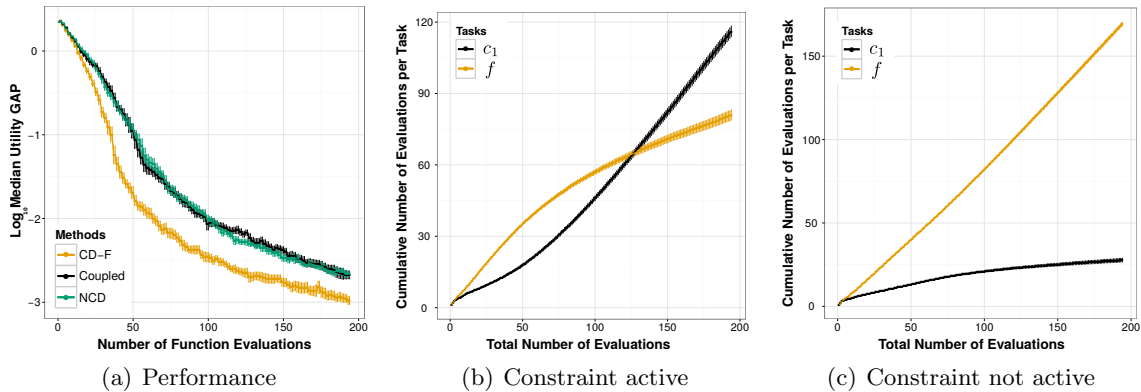 Log₁₀ Median Utility GAP
0
−1
−2
−3
Methods
CD−F
Coupled
NCD
0 50 100 150 200
Number of Function Evaluations
(a) Performance
Cumulative Number of Evaluations per Task
120
90
60
30
0
Tasks
c₁
f
0 50 100 150 200
Total Number of Evaluations
(b) Constraint active
Cumulative Number of Evaluations per Task
150
100
50
0
Tasks
c₁
f
0 50 100 150 200
Total Number of Evaluations
(c) Constraint not active